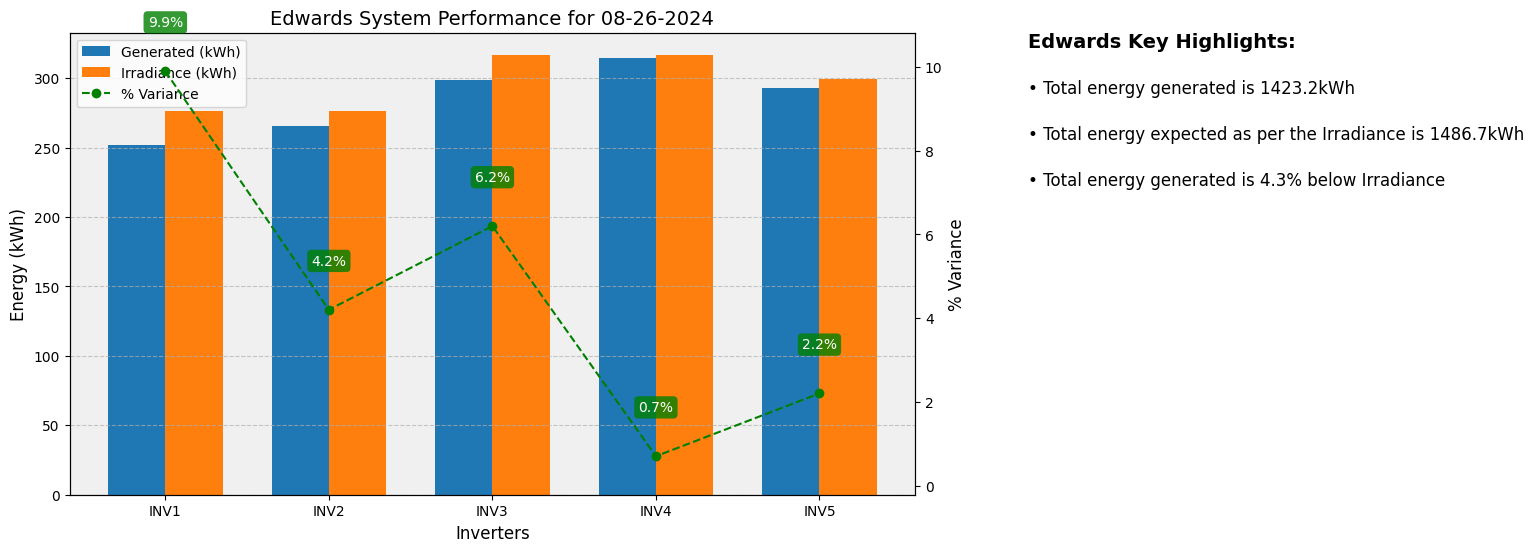 Edwards System Performance for 08-26-2024
9.9%
Generated (kWh)
Irradiance (kWh)
% Variance
300
250
200
150
100
50
0
Energy (kWh)
4.2%
6.2%
0.7%
2.2%
10
8
6
4
2
0
% Variance
INV1 INV2 INV3 INV4 INV5
Inverters
Edwards Key Highlights:
• Total energy generated is 1423.2kWh
• Total energy expected as per the Irradiance is 1486.7kWh
• Total energy generated is 4.3% below Irradiance